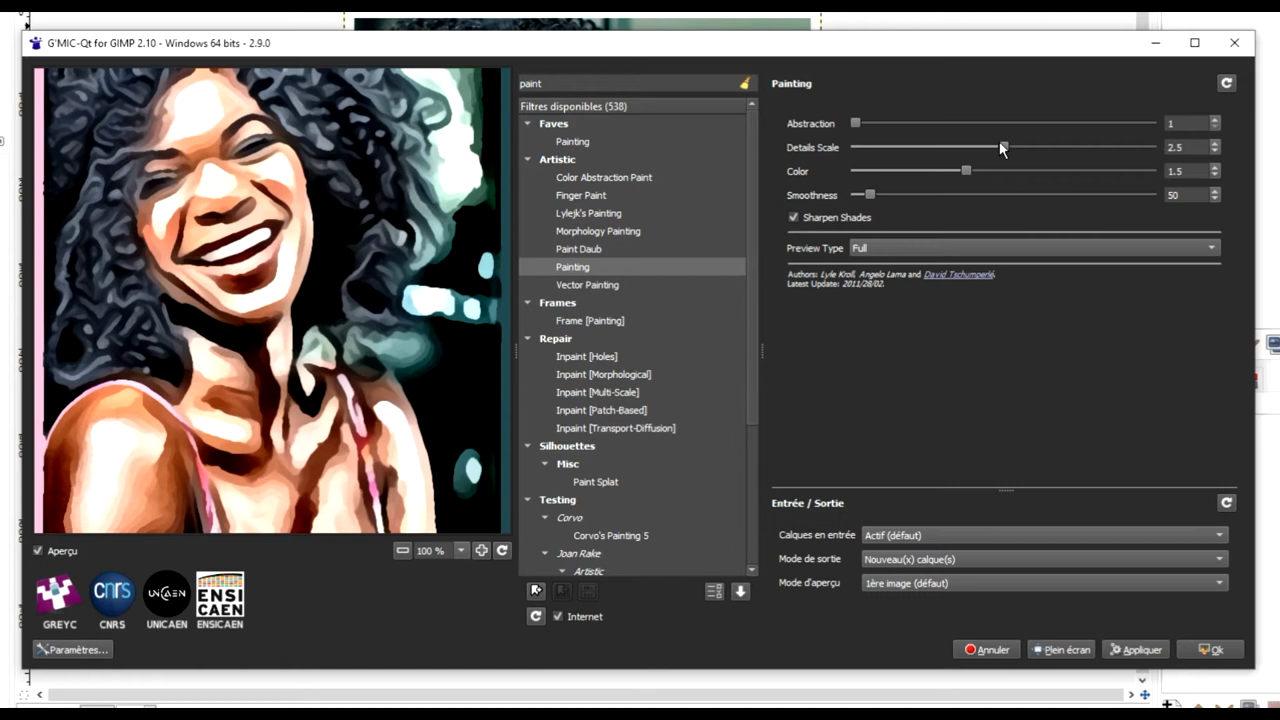 G'MIC-Qt for GIMP 2.10 - Windows 64 bits - 2.9.0
paint
Filtres disponibles (538)
Faves
Painting
Artistic
Color Abstraction Paint
Finger Paint
Lylejk's Painting
Morphology Painting
Paint Daub
Painting
Vector Painting
Frames
Frame [Painting]
Repair
Inpaint [Holes]
Inpaint [Morphological]
Inpaint [Multi-Scale]
Inpaint [Patch-Based]
Inpaint [Transport-Diffusion]
Silhouettes
Misc
Paint Splat
Testing
Corvo
Corvo's Painting 5
Joan Rake
Artistic
Internet
Painting
Abstraction 1
Details Scale 2.5
Color 1.5
Smoothness 50
Sharpen Shades
Preview Type Full
Authors: Lyle Kroll, Angelo Lama and David Tschumperlé.
Latest Update: 2011/28/02.
Entrée / Sortie
Calques en entrée Actif (défaut)
Mode de sortie Nouveau(x) calque(s)
Mode d'aperçu 1ère image (défaut)
Aperçu
100 %
CNRS
UNICAEN
ENSI
CAEN
GREYC
CNRS
UNICAEN
ENSICAEN
Paramètres...
Annuler
Plein écran
Appliquer
Ok